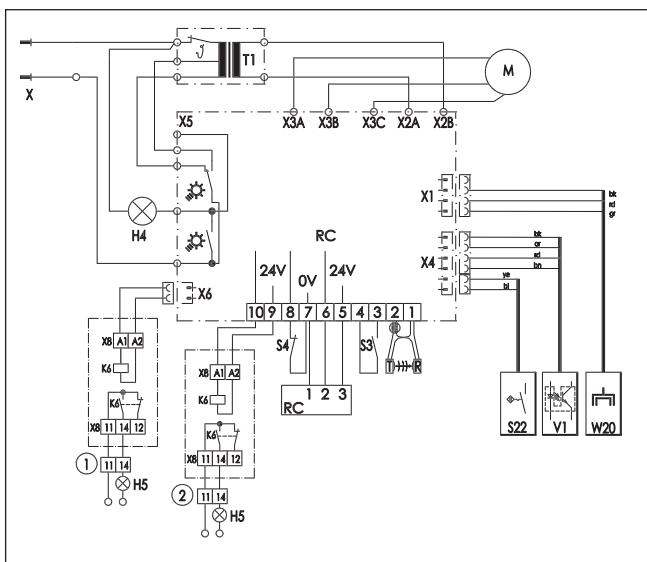 ϑ
T1
M
X
X5
X3A X3B X3C X2A X2B
X1
bk
rd
gr
H4
RC
X4
bk
gr
rd
bn
ye
bl
24V 0V 24V
X6
10 9 8 7 6 5 4 3 2 1
S4
S3
T R
X8 A1 A2
K6
X8 A1 A2
K6
1 2 3
RC
K6
X8 11 14 12
K6
X8 11 14 12
S22 V1 W20
1 11 14
H5
2 11 14
H5